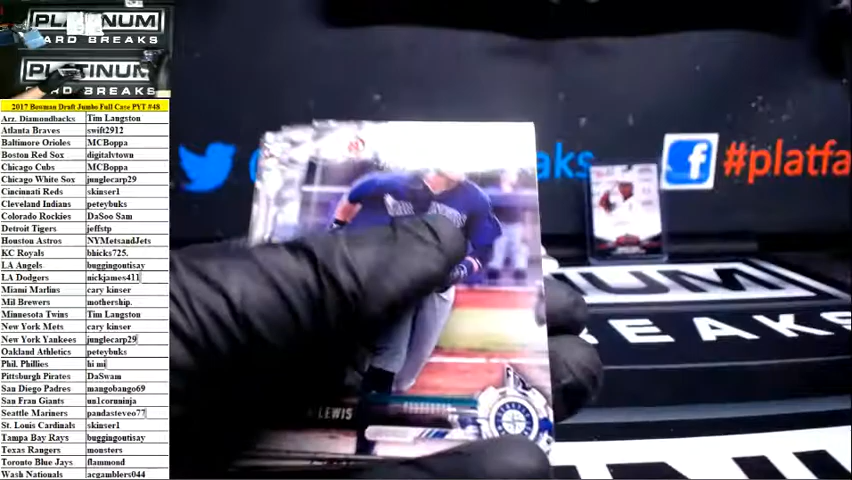 PLATINUM
CARD BREAKS
PLATINUM
CARD BREAKS
2017 Bowman Draft Jumbo Full Case PYT #48
Arz. Diamondbacks Tim Langston
Atlanta Braves swift2912
Baltimore Orioles MCBoppa
Boston Red Sox digitaltown
Chicago Cubs MCBoppa
Chicago White Sox junglecarp29
Cincinnati Reds skinser1
Cleveland Indians peteybuks
Colorado Rockies DaSoo Sam
Detroit Tigers jeffstp
Houston Astros NYMetsandJets
KC Royals bhicks725.
LA Angels buggingoutisay
LA Dodgers nickjames411
Miami Marlins cary kinser
Mil Brewers mothership.
Minnesota Twins Tim Langston
New York Mets cary kinser
New York Yankees junglecarp29
Oakland Athletics peteybuks
Phil. Phillies hi mi
Pittsburgh Pirates DaSwam
San Diego Padres mangobango69
San Fran Giants un1cornninja
Seattle Mariners pandasteveo77
St. Louis Cardinals skinser1
Tampa Bay Rays buggingoutisay
Texas Rangers monsters
Toronto Blue Jays flammond
Wash Nationals acgamblers044
f #platfa
LEWIS